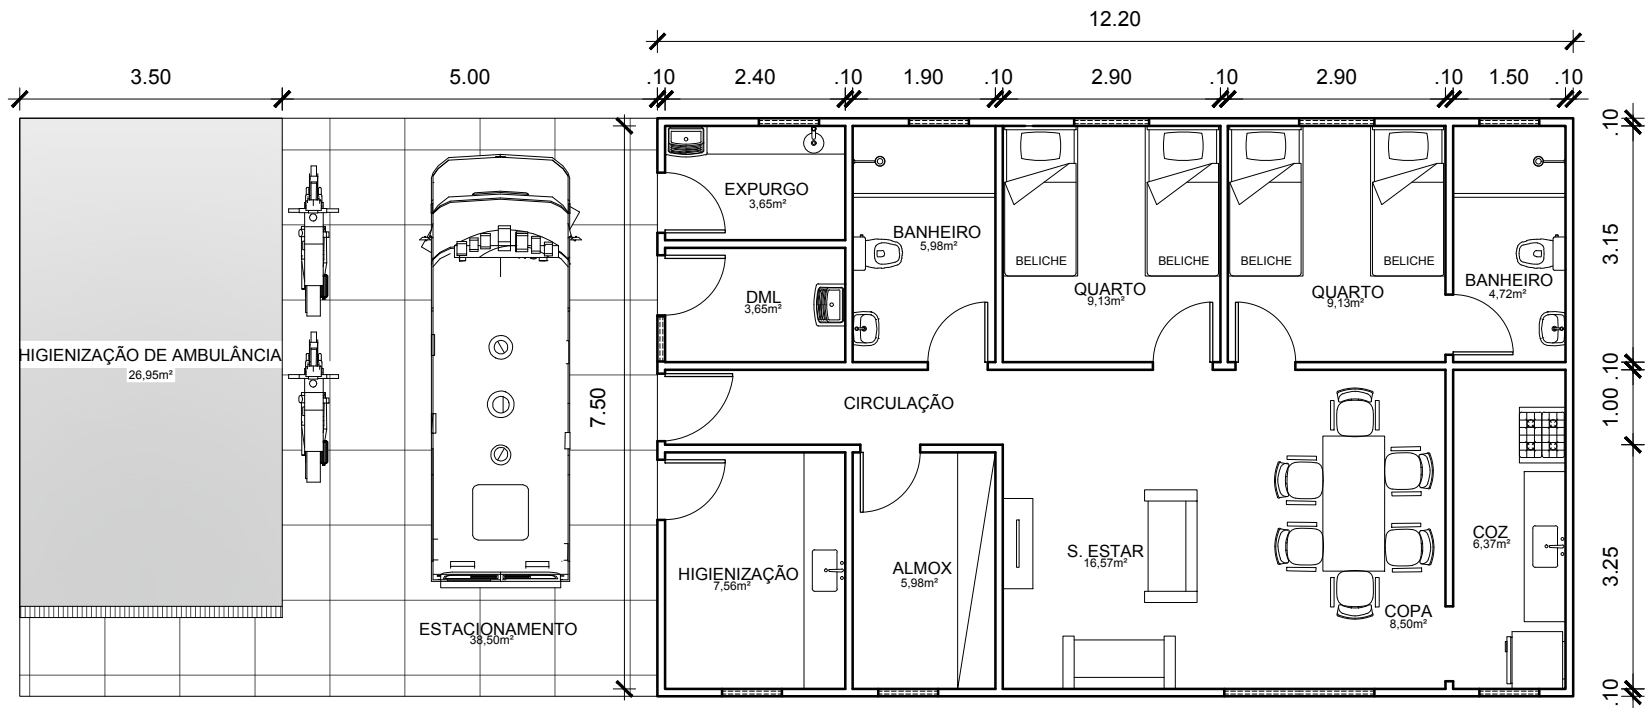 12.20
3.50
5.00
.10
2.40
.10
1.90
.10
2.90
.10
2.90
.10
1.50
.10
.10
3.15
.10
1.00
3.25
.10
7.50
EXPURGO
3,65m²
BANHEIRO
5,98m²
BELICHE
BELICHE
BELICHE
BELICHE
QUARTO
9,13m²
QUARTO
9,13m²
BANHEIRO
4,72m²
DML
3,65m²
HIGIENIZAÇÃO DE AMBULÂNCIA
26,95m²
CIRCULAÇÃO
HIGIENIZAÇÃO
7,56m²
ALMOX
5,98m²
S. ESTAR
16,57m²
COZ
6,37m²
COPA
8,50m²
ESTACIONAMENTO
38,50m²